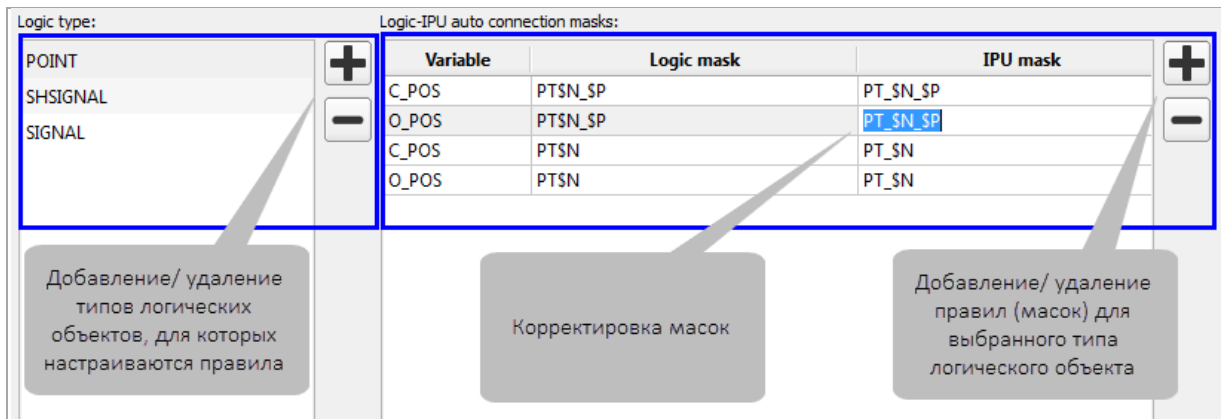 Logic type:
Logic-IPU auto connection masks:
POINT
SHSIGNAL
SIGNAL
Variable Logic mask IPU mask
C_POS PT$N_$P PT_$N_$P
O_POS PT$N_$P PT_$N_$P
C_POS PT$N PT_$N
O_POS PT$N PT_$N
Добавление/ удаление
типов логических
объектов, для которых
настраиваются правила
Корректировка масок
Добавление/ удаление
правил (масок) для
выбранного типа
логического объекта